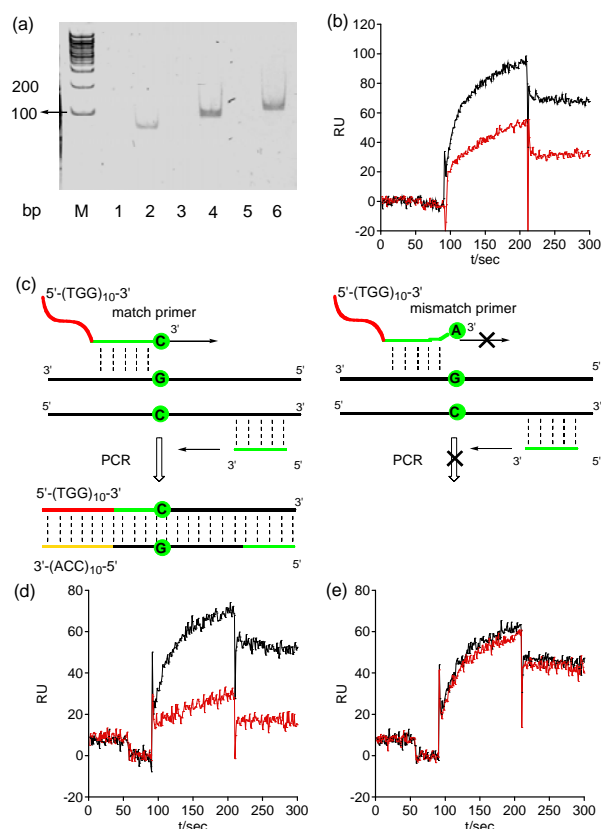 (a)
200
100
bp M 1 2 3 4 5 6
(b)
100
80
60
40
20
0
-20
RU
0 50 100 150 200 250 300
t/sec
(c)
5'-(TGG)10-3'
match primer
C
3'
3'
5'
G
5'
3'
C
PCR
3'
5'
5'-(TGG)10-3'
3'
C
G
3'-(ACC)10-5'
5'
5'-(TGG)10-3'
mismatch primer
A
3'
3'
5'
G
5'
3'
C
PCR
3'
5'
(d)
80
60
40
20
0
-20
RU
0 50 100 150 200 250 300
t/sec
(e)
80
60
40
20
0
-20
RU
0 50 100 150 200 250 300
t/sec